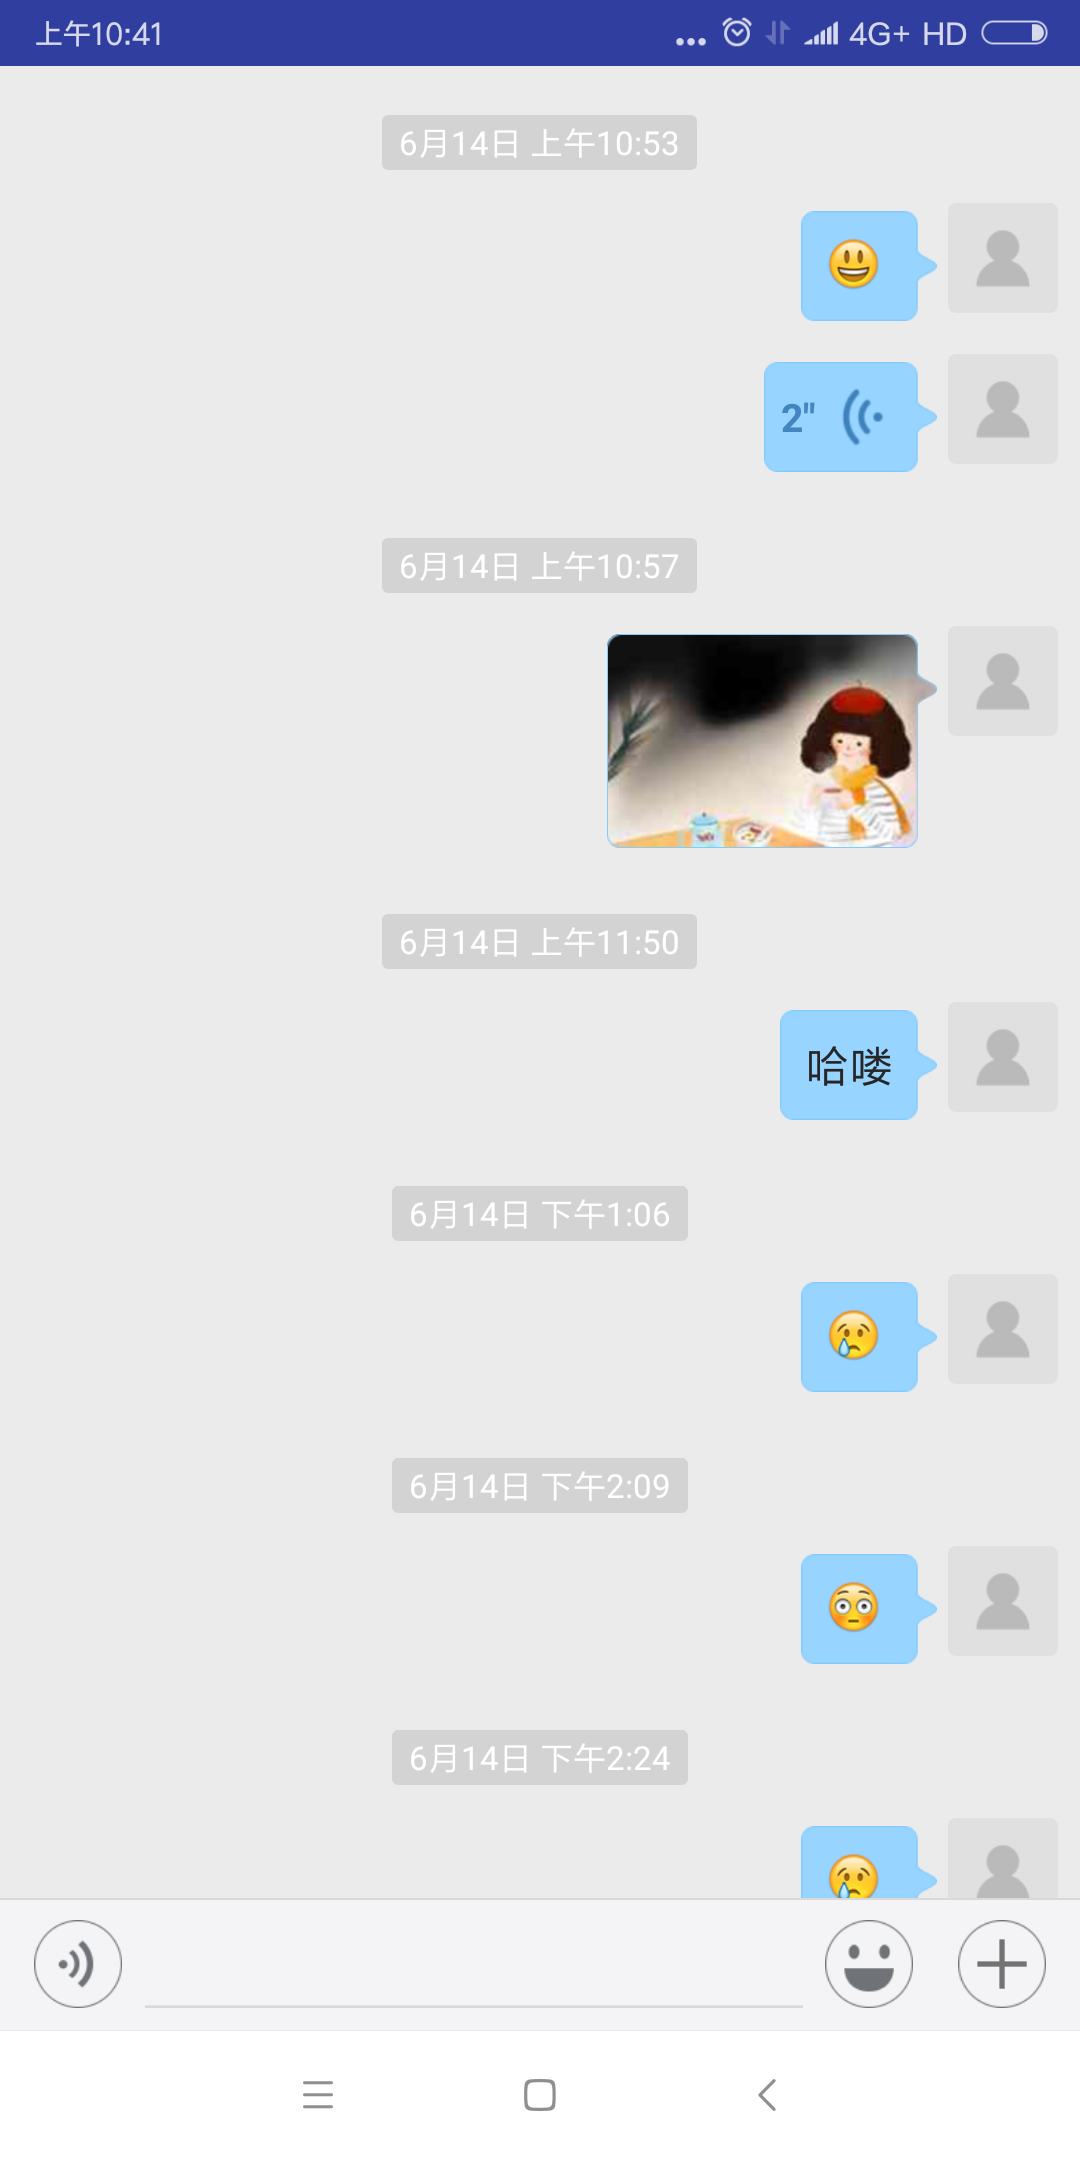 上午10:41
... 4G+ HD
6月14日 上午10:53
😃
2"
6月14日 上午10:57
6月14日 上午11:50
哈喽
6月14日 下午1:06
😢
6月14日 下午2:09
😳
6月14日 下午2:24
😢